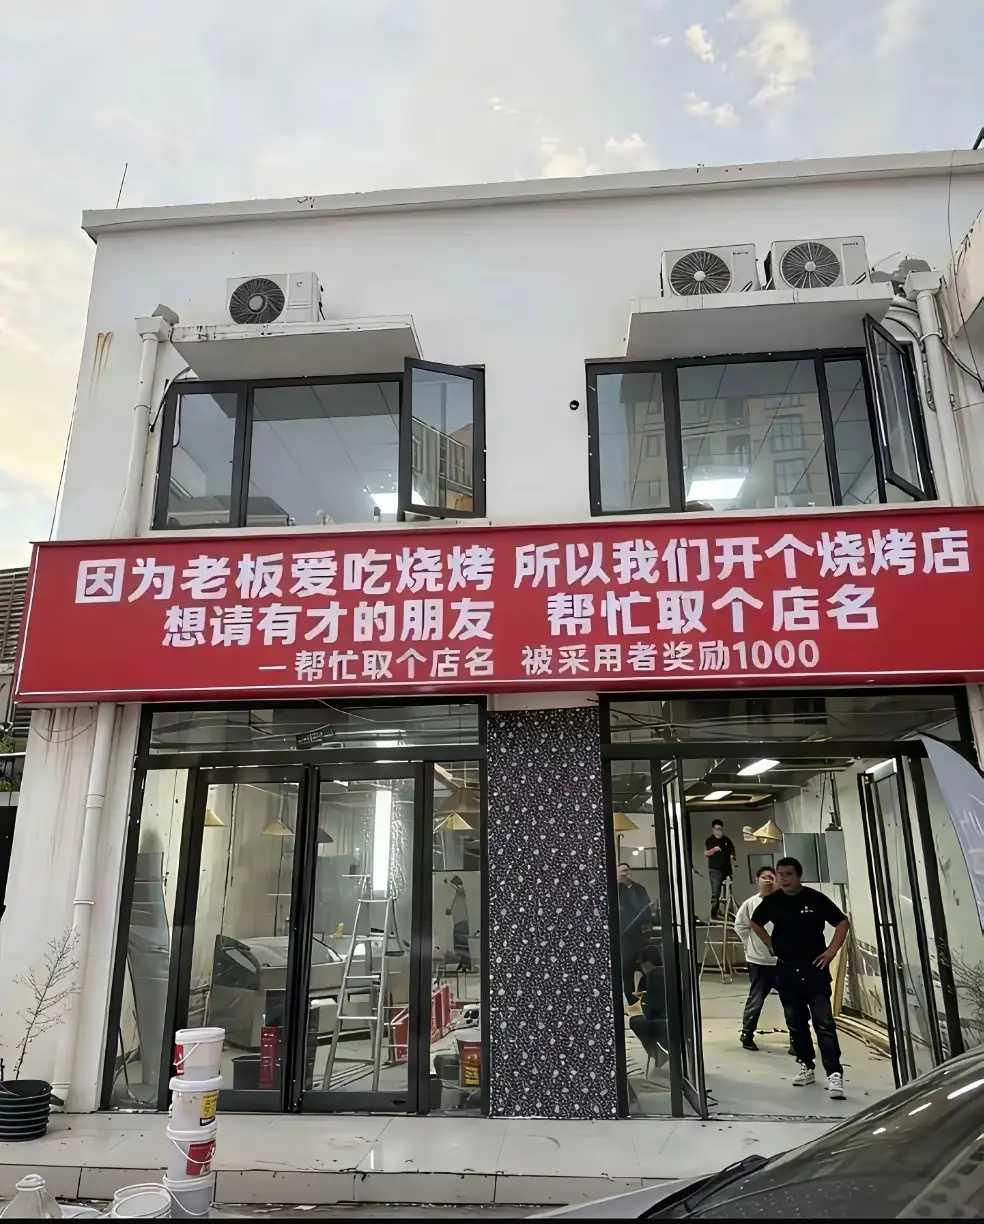 因为老板爱吃烧烤 所以我们开个烧烤店
想请有才的朋友 帮忙取个店名
一帮忙取个店名 被采用者奖励1000